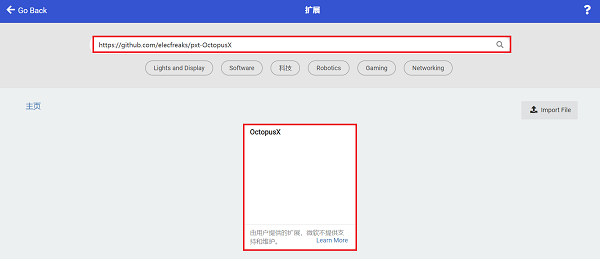 Go Back
扩展
?
https://github.com/elecfreaks/pxt-OctopusX
Lights and Display
Software
科技
Robotics
Gaming
Networking
主页
Import File
OctopusX
由用户提供的扩展，微软不提供支
持和维护。
Learn More